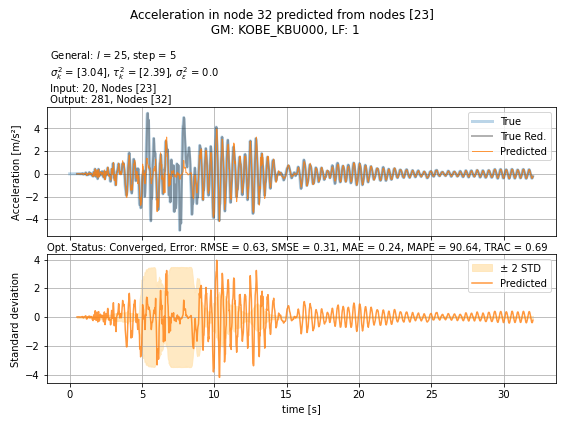 Acceleration in node 32 predicted from nodes [23]
GM: KOBE_KBU000, LF: 1
General: l = 25, step = 5
σ²ₖ = [3.04], τ²ₖ = [2.39], σ²ε = 0.0
Input: 20, Nodes [23]
Output: 281, Nodes [32]
Acceleration [m/s²]
4
2
0
−2
−4
True
True Red.
Predicted
Opt. Status: Converged, Error: RMSE = 0.63, SMSE = 0.31, MAE = 0.24, MAPE = 90.64, TRAC = 0.69
Standard deviation
4
2
0
−2
−4
± 2 STD
Predicted
0 5 10 15 20 25 30
time [s]